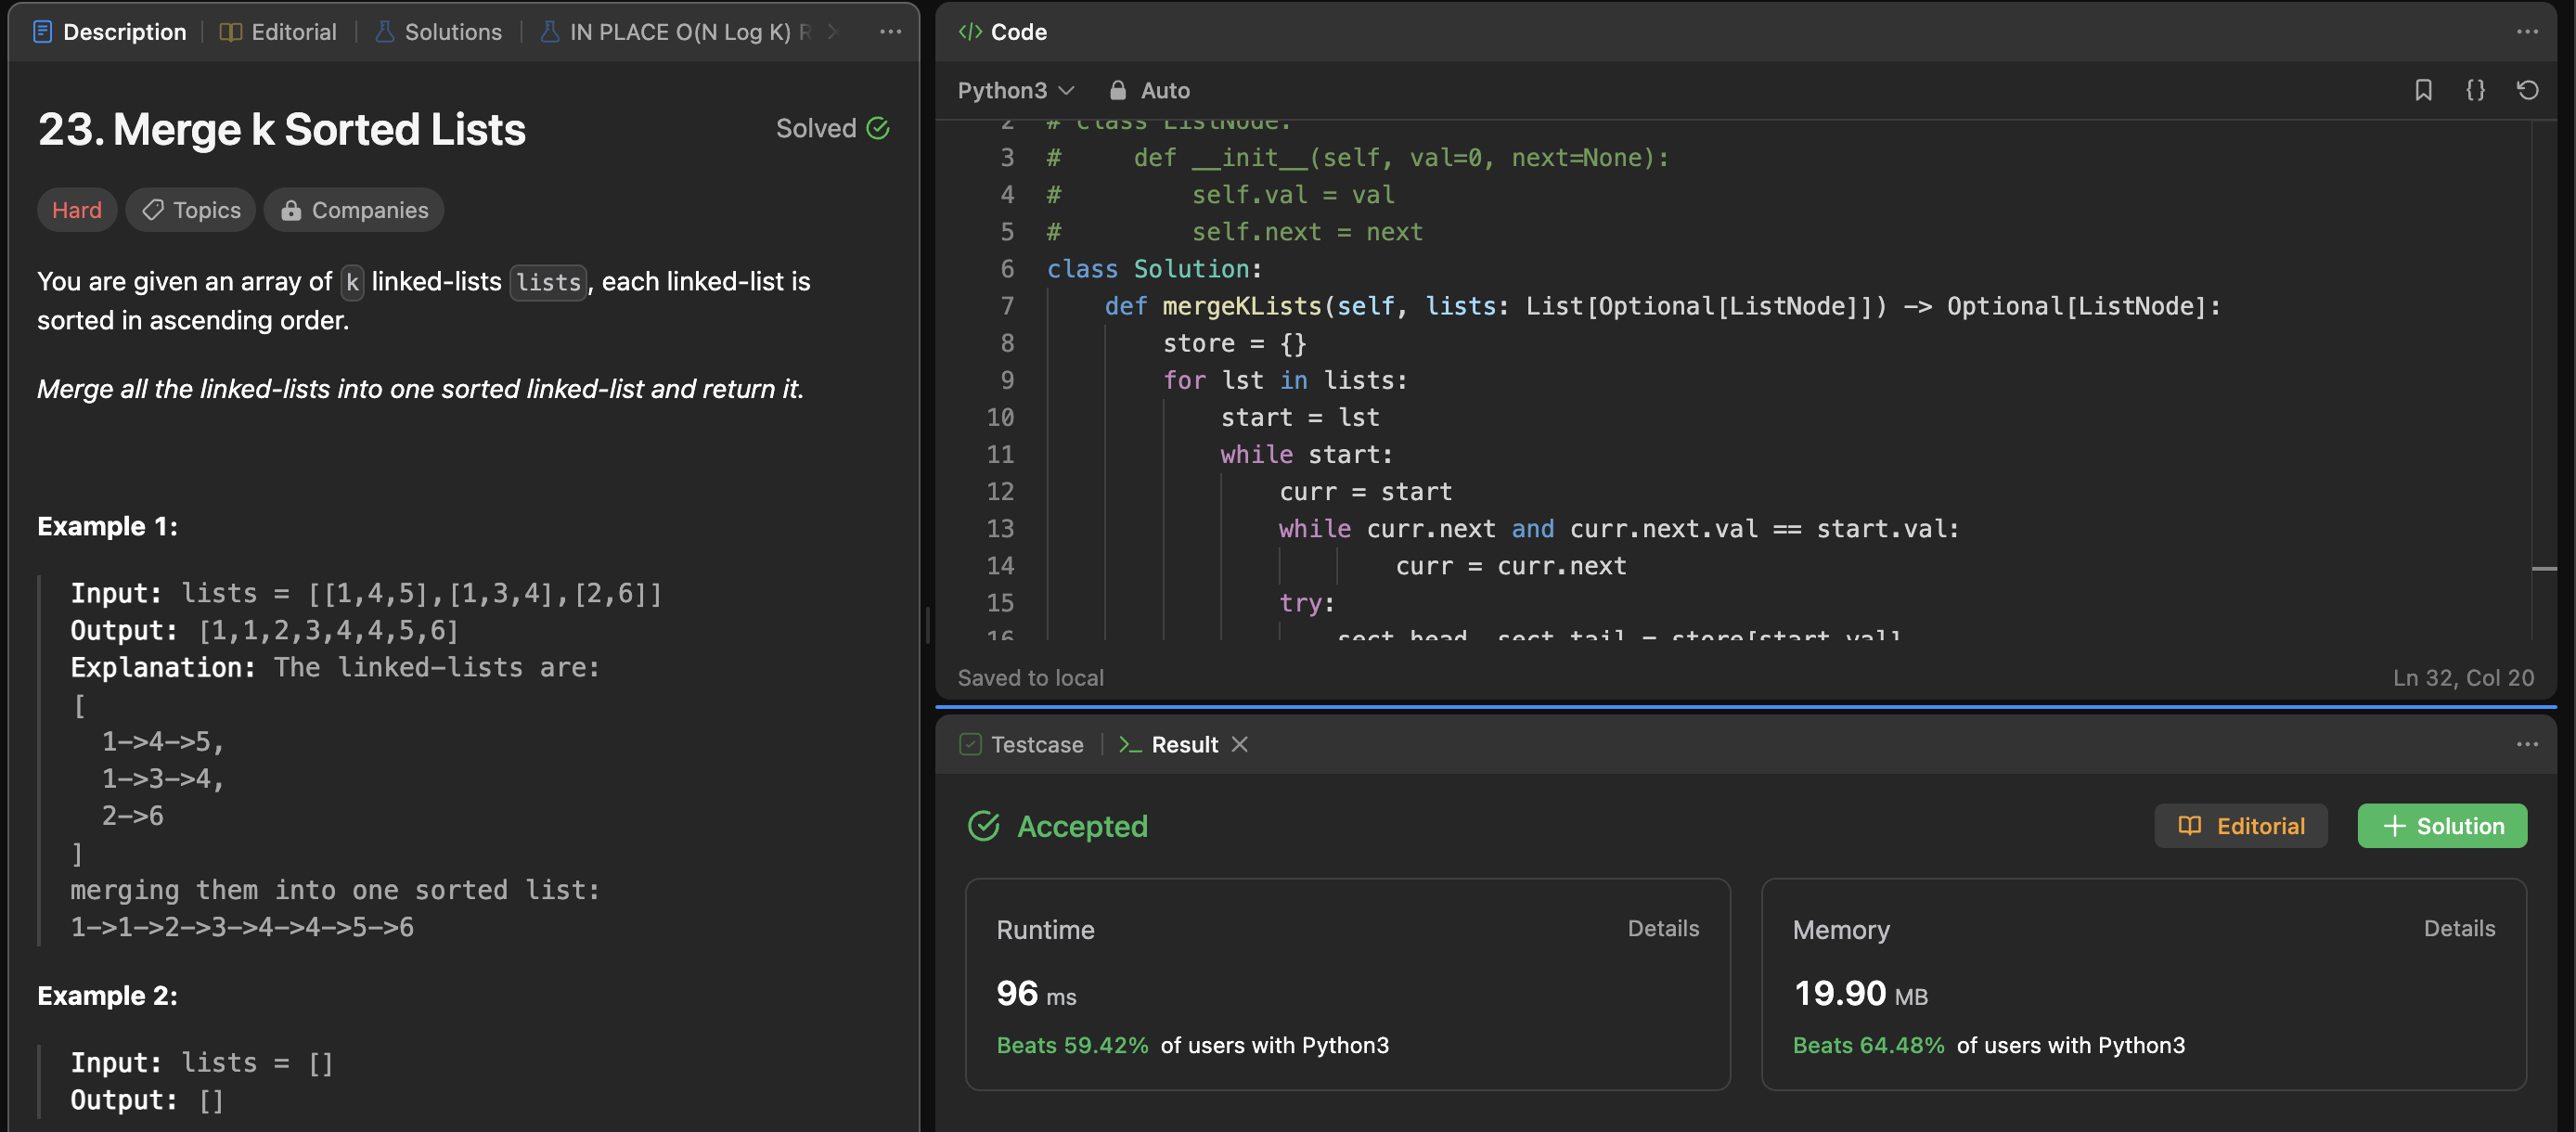 Description
Editorial
Solutions
IN PLACE O(N Log K)
23. Merge k Sorted Lists
Solved
Hard
Topics
Companies
You are given an array of k linked-lists lists, each linked-list is
sorted in ascending order.
Merge all the linked-lists into one sorted linked-list and return it.
Example 1:
Input: lists = [[1,4,5],[1,3,4],[2,6]]
Output: [1,1,2,3,4,4,5,6]
Explanation: The linked-lists are:
[
1->4->5,
1->3->4,
2->6
]
merging them into one sorted list:
1->1->2->3->4->4->5->6
Example 2:
Input: lists = []
Output: []
</> Code
Python3
Auto
2 # class ListNode:
3 #     def __init__(self, val=0, next=None):
4 #         self.val = val
5 #         self.next = next
6 class Solution:
7     def mergeKLists(self, lists: List[Optional[ListNode]]) -> Optional[ListNode]:
8         store = {}
9         for lst in lists:
10             start = lst
11             while start:
12                 curr = start
13                 while curr.next and curr.next.val == start.val:
14                         curr = curr.next
15                 try:
16                     sect_head, sect_tail = store[start.val]
Saved to local
Ln 32, Col 20
Testcase
Result
Accepted
Editorial
+ Solution
Runtime
Details
96 ms
Beats 59.42% of users with Python3
Memory
Details
19.90 MB
Beats 64.48% of users with Python3